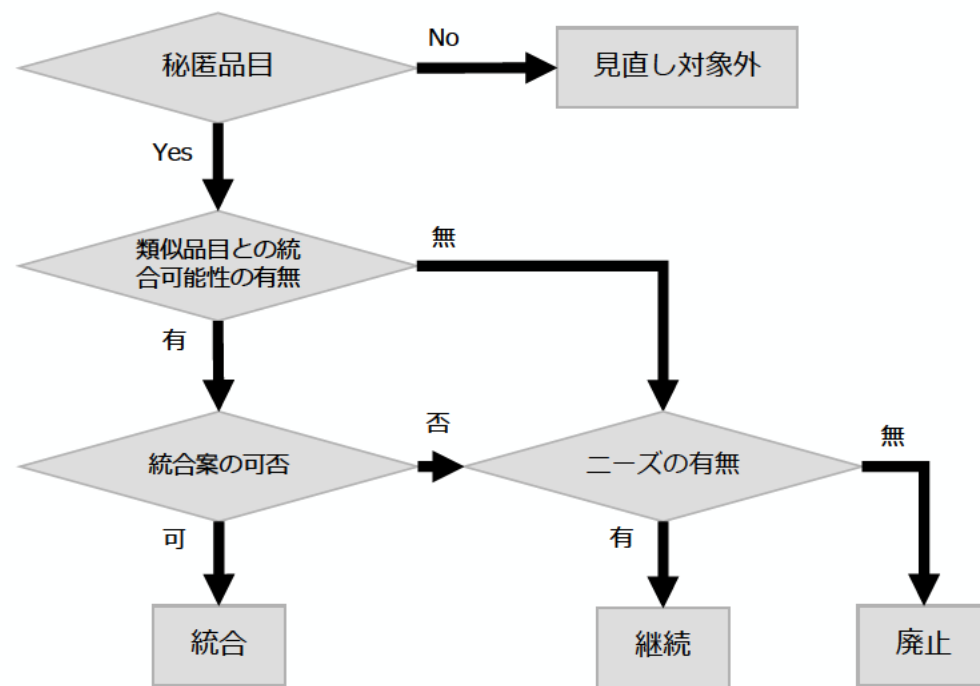 秘匿品目
No
見直し対象外
Yes
類似品目との統
合可能性の有無
無
有
統合案の可否
否
ニーズの有無
無
可
有
統合
継続
廃止